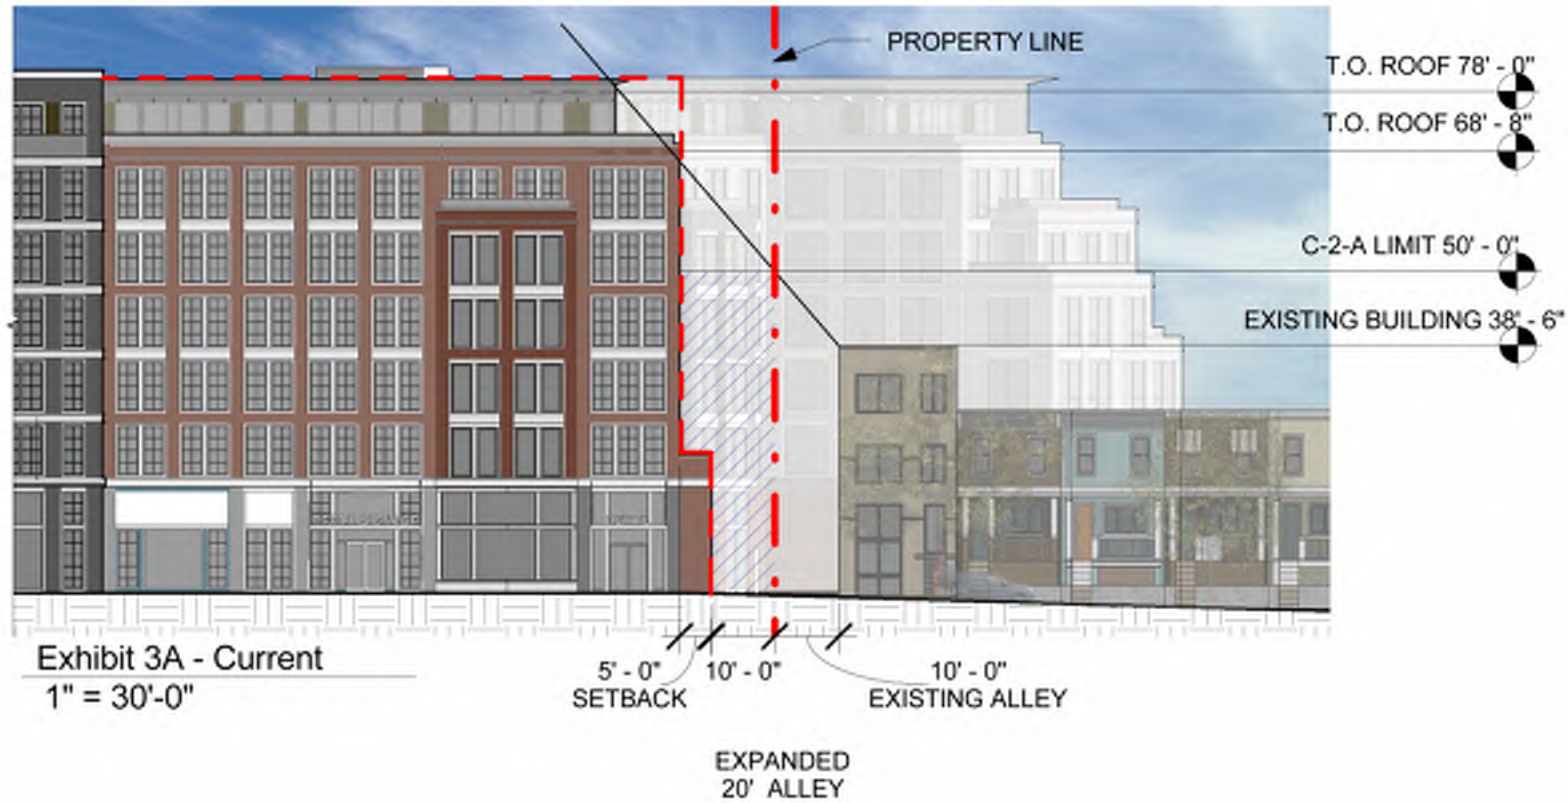 PROPERTY LINE
T.O. ROOF 78' - 0"
T.O. ROOF 68' - 8"
C-2-A LIMIT 50' - 0"
EXISTING BUILDING 38' - 6"
Exhibit 3A - Current
1" = 30'-0"
5' - 0"
SETBACK
10' - 0"
10' - 0"
EXISTING ALLEY
EXPANDED
20' ALLEY